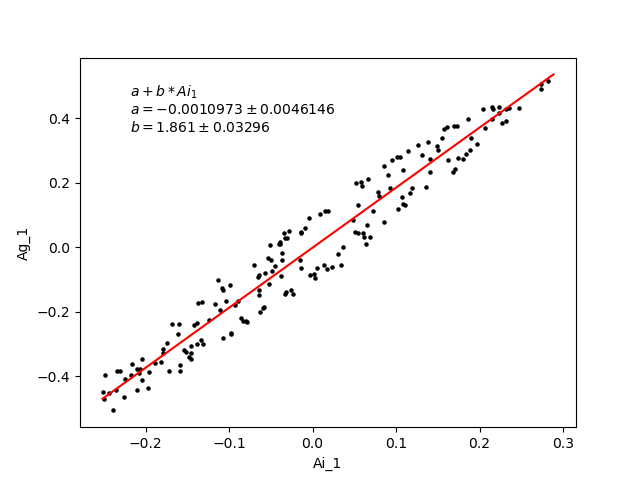 a + b * Ai₁
a = −0.0010973 ± 0.0046146
b = 1.861 ± 0.03296
0.4
0.2
0.0
−0.2
−0.4
Ag_1
−0.2 −0.1 0.0 0.1 0.2 0.3
Ai_1